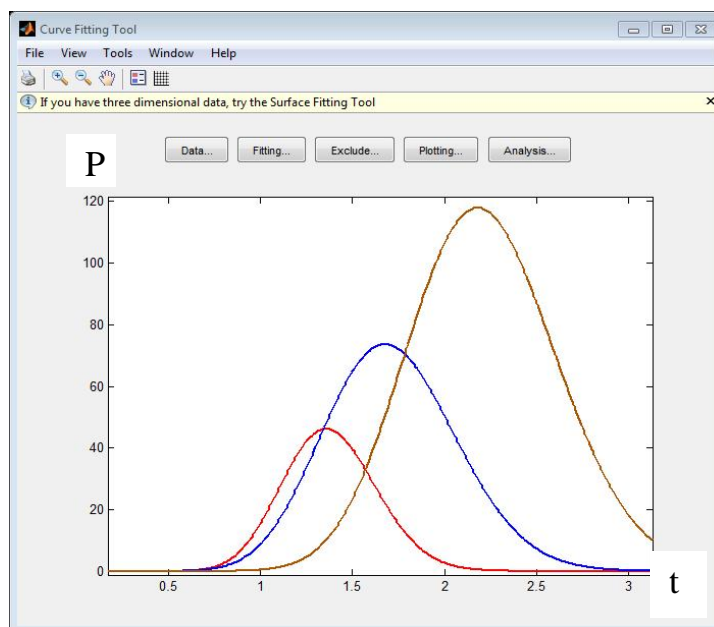 Curve Fitting Tool
File View Tools Window Help
If you have three dimensional data, try the Surface Fitting Tool
P
Data... Fitting... Exclude... Plotting... Analysis...
120
100
80
60
40
20
0
0.5 1 1.5 2 2.5 3
t